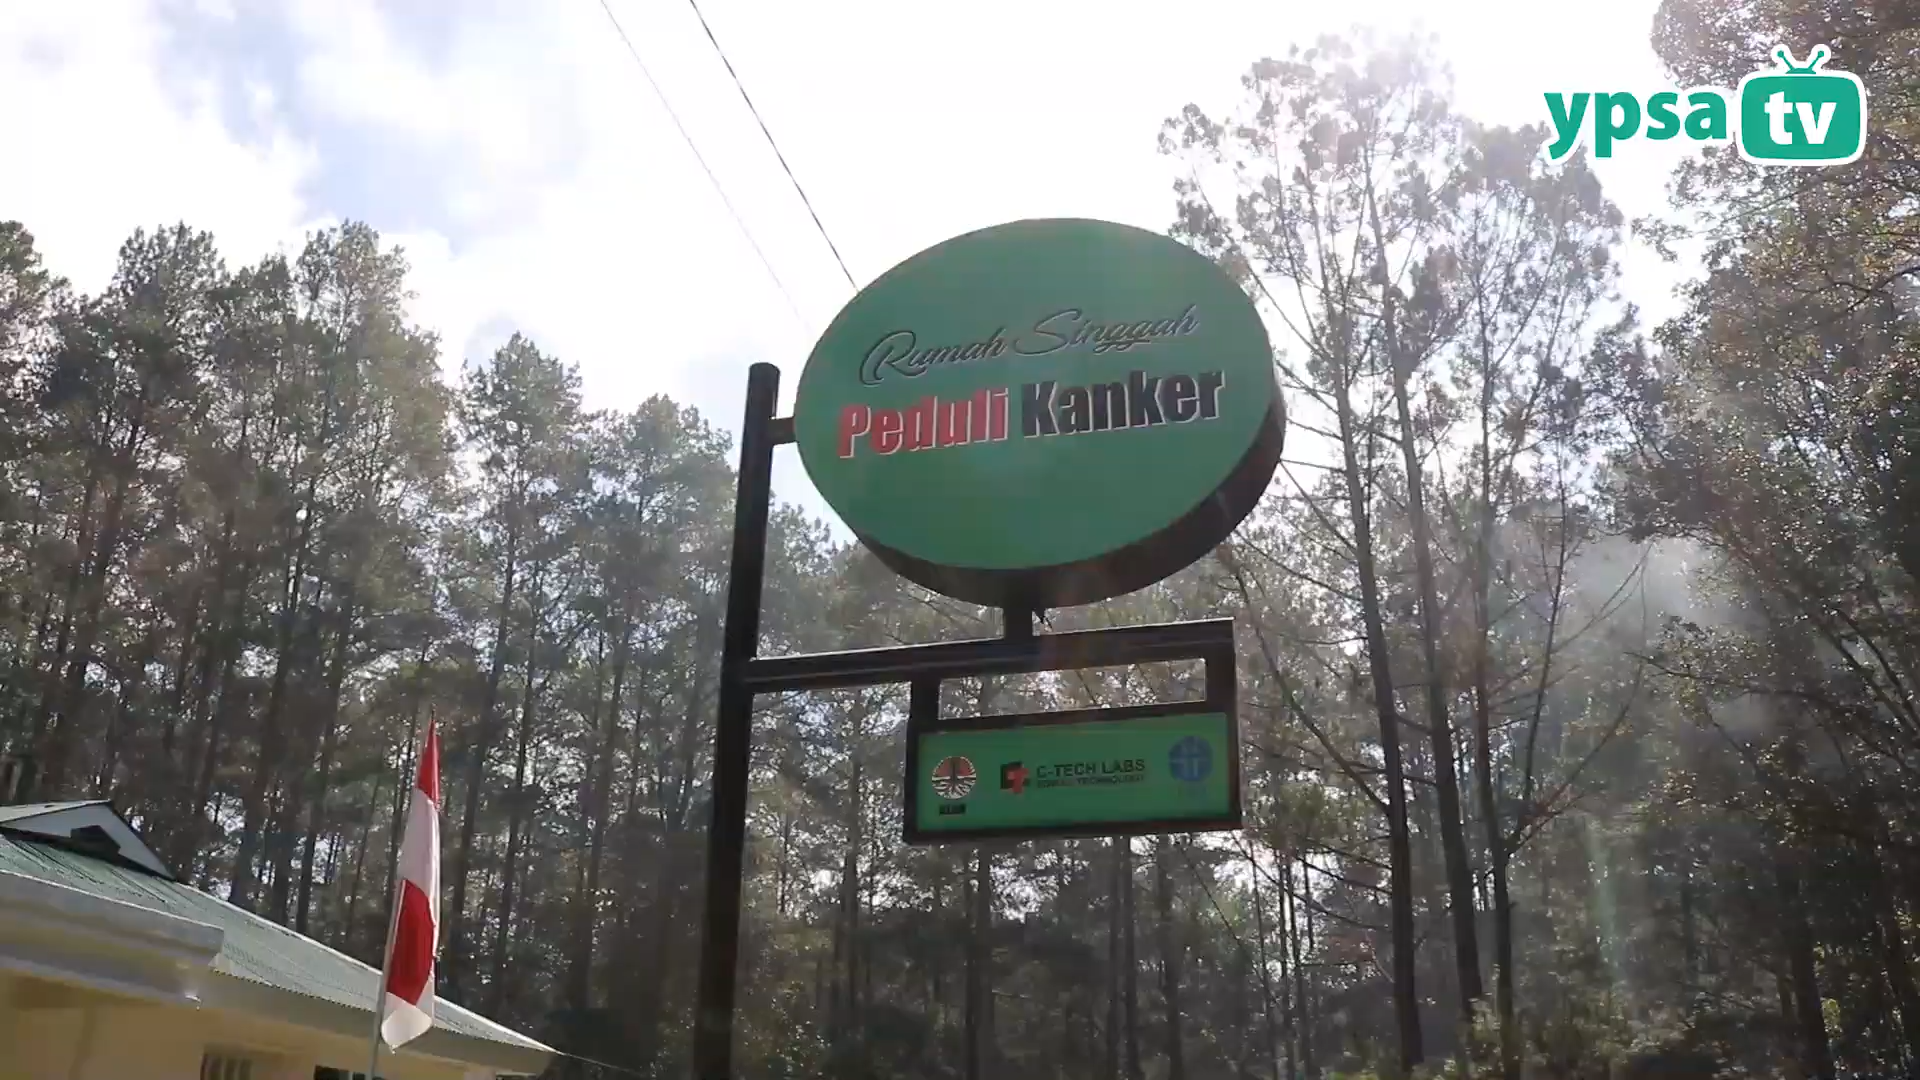 ypsa tv
Rumah Singgah
Peduli Kanker
C-TECH LABS